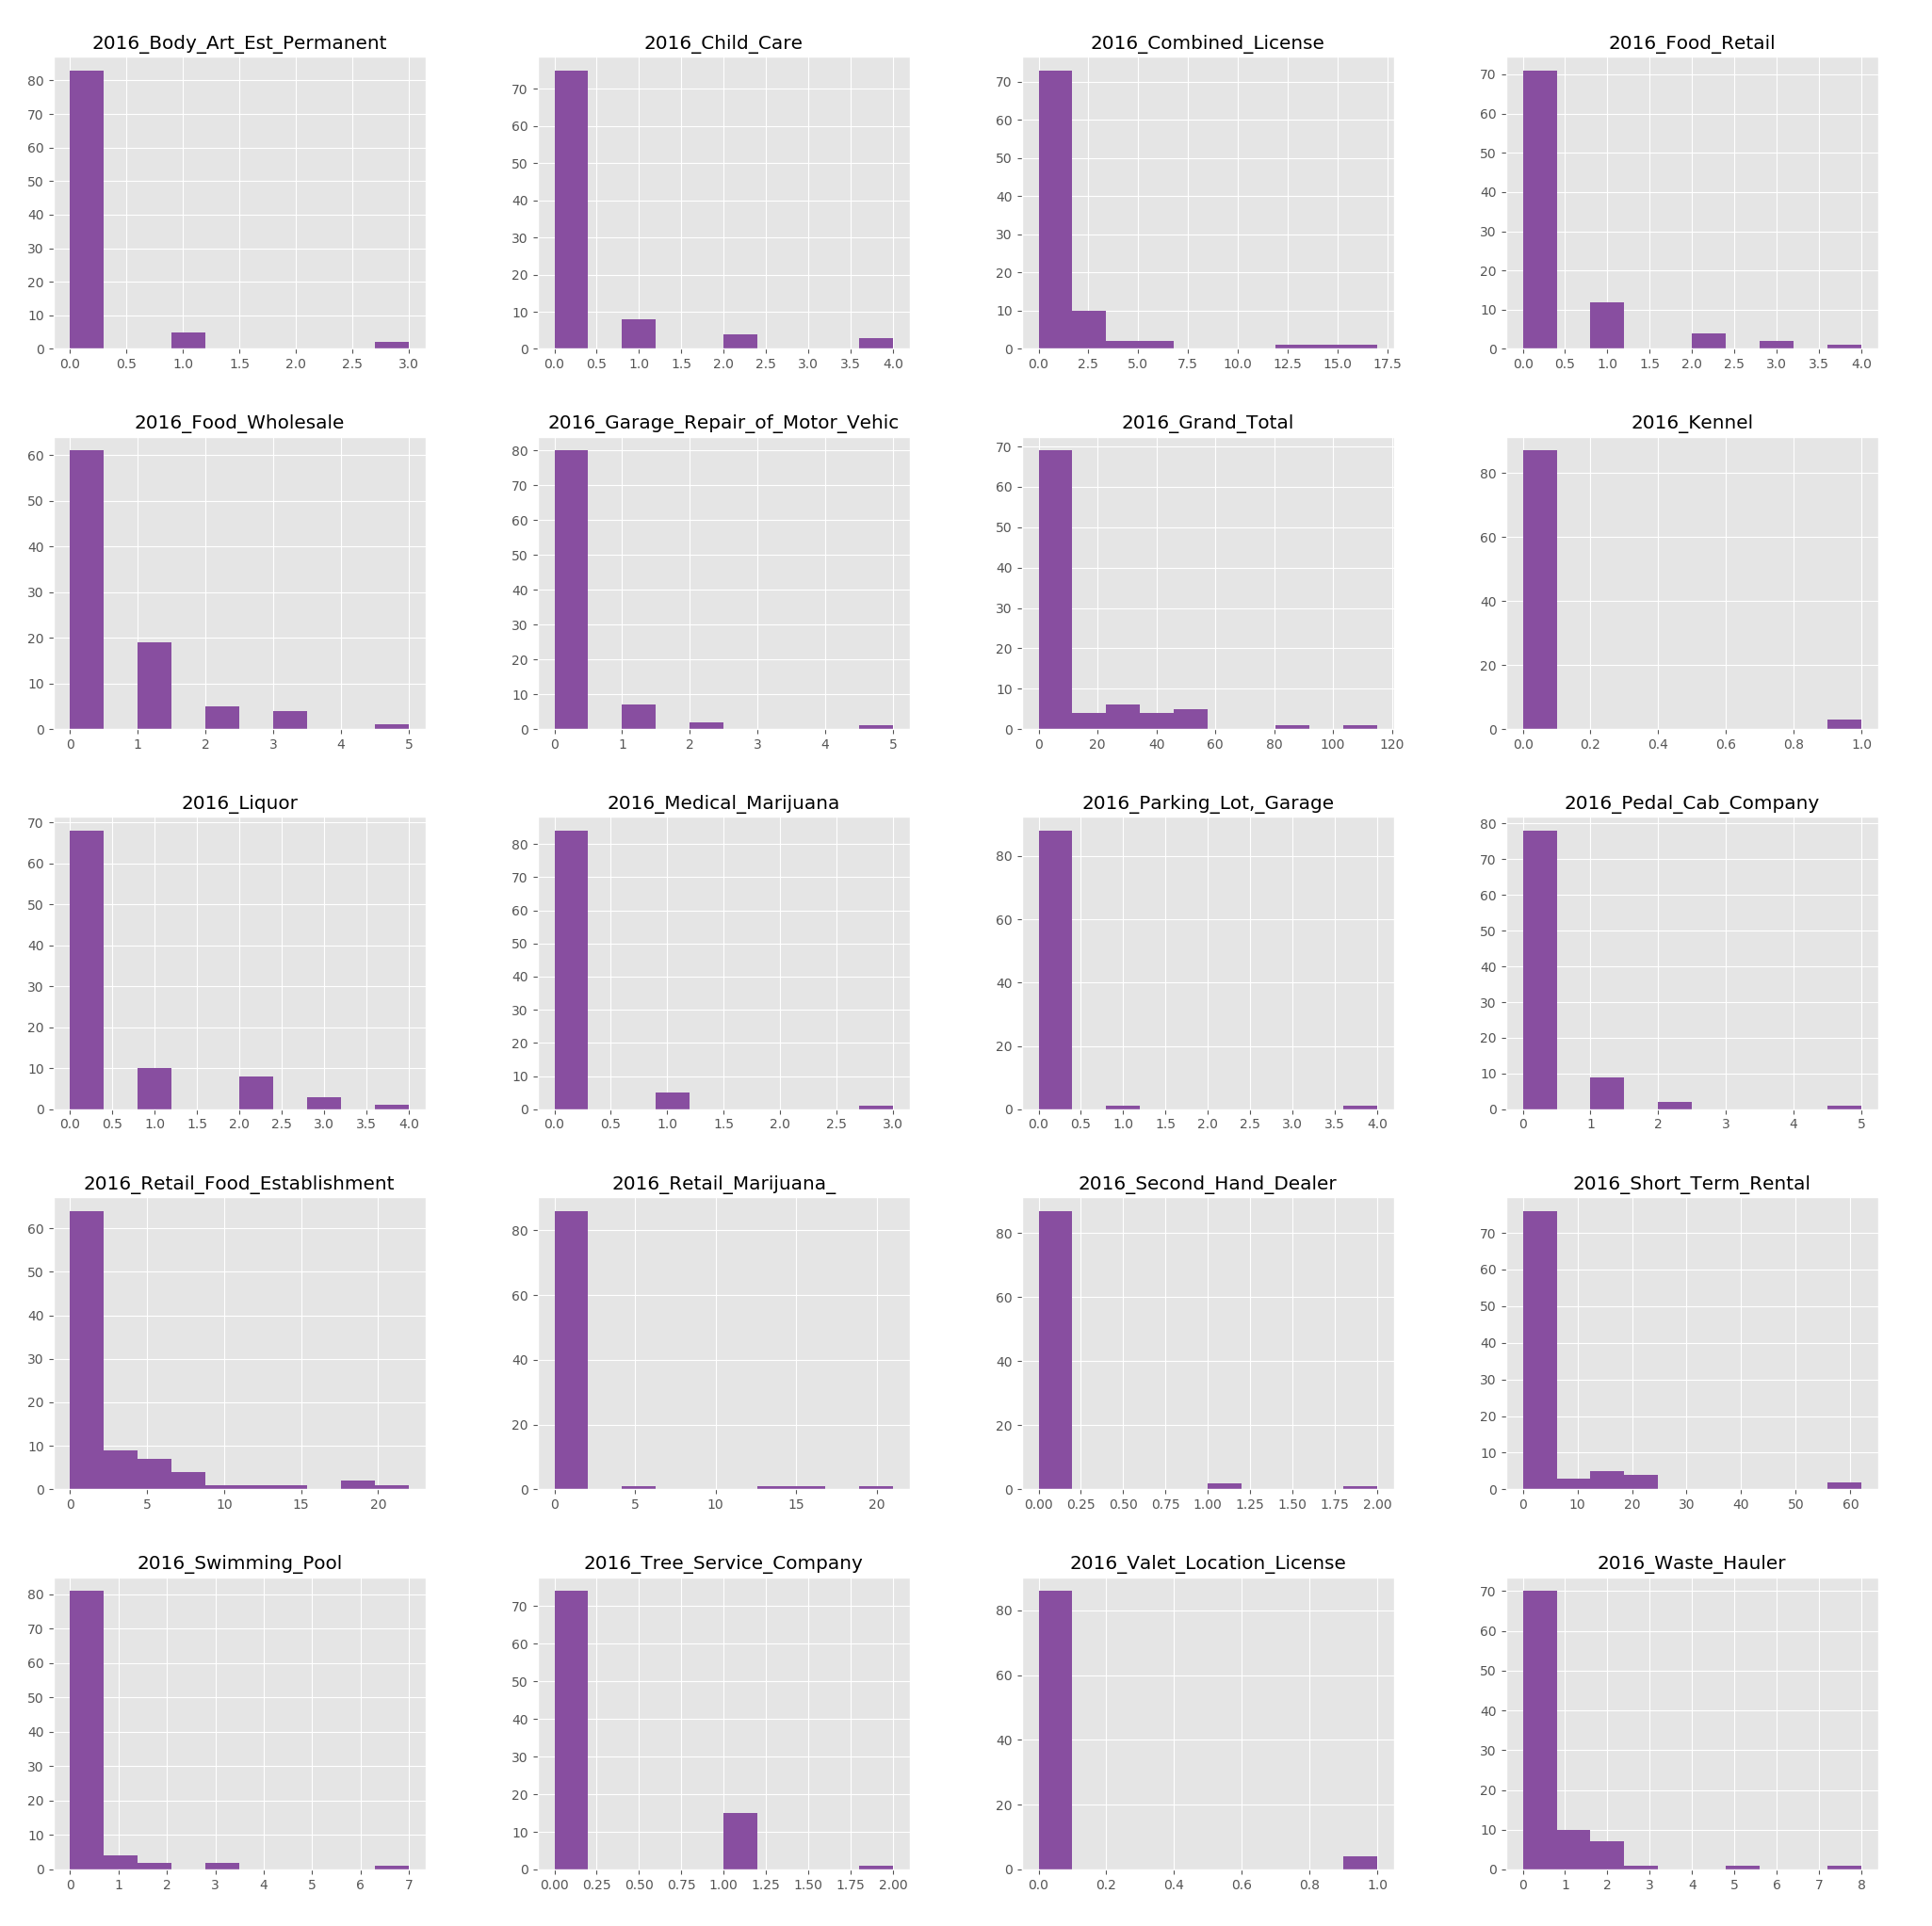 2016_Body_Art_Est_Permanent 2016_Child_Care 2016_Combined_License 2016_Food_Retail
80 70 60 50 40 30 20 10 0
0.0 0.5 1.0 1.5 2.0 2.5 3.0
70 60 50 40 30 20 10 0
0.0 0.5 1.0 1.5 2.0 2.5 3.0 3.5 4.0
70 60 50 40 30 20 10 0
0.0 2.5 5.0 7.5 10.0 12.5 15.0 17.5
70 60 50 40 30 20 10 0
0.0 0.5 1.0 1.5 2.0 2.5 3.0 3.5 4.0
2016_Food_Wholesale 2016_Garage_Repair_of_Motor_Vehic 2016_Grand_Total 2016_Kennel
60 50 40 30 20 10 0
0 1 2 3 4 5
80 70 60 50 40 30 20 10 0
0 1 2 3 4 5
70 60 50 40 30 20 10 0
0 20 40 60 80 100 120
80 60 40 20 0
0.0 0.2 0.4 0.6 0.8 1.0
2016_Liquor 2016_Medical_Marijuana 2016_Parking_Lot,_Garage 2016_Pedal_Cab_Company
70 60 50 40 30 20 10 0
0.0 0.5 1.0 1.5 2.0 2.5 3.0 3.5 4.0
80 70 60 50 40 30 20 10 0
0.0 0.5 1.0 1.5 2.0 2.5 3.0
80 60 40 20 0
0.0 0.5 1.0 1.5 2.0 2.5 3.0 3.5 4.0
80 70 60 50 40 30 20 10 0
0 1 2 3 4 5
2016_Retail_Food_Establishment 2016_Retail_Marijuana_ 2016_Second_Hand_Dealer 2016_Short_Term_Rental
60 50 40 30 20 10 0
0 5 10 15 20
80 60 40 20 0
0 5 10 15 20
80 60 40 20 0
0.00 0.25 0.50 0.75 1.00 1.25 1.50 1.75 2.00
70 60 50 40 30 20 10 0
0 10 20 30 40 50 60
2016_Swimming_Pool 2016_Tree_Service_Company 2016_Valet_Location_License 2016_Waste_Hauler
80 70 60 50 40 30 20 10 0
0 1 2 3 4 5 6 7
70 60 50 40 30 20 10 0
0.00 0.25 0.50 0.75 1.00 1.25 1.50 1.75 2.00
80 60 40 20 0
0.0 0.2 0.4 0.6 0.8 1.0
70 60 50 40 30 20 10 0
0 1 2 3 4 5 6 7 8